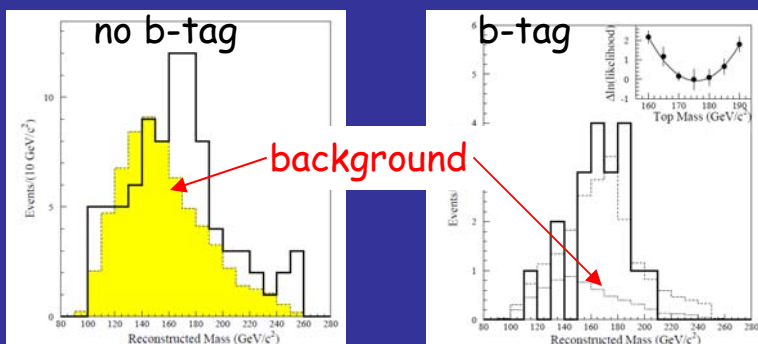 no b-tag
Events/(10 GeV/c²)
10
5
0
80 100 120 140 160 180 200 220 240 260 280
Reconstructed Mass (GeV/c²)
background
b-tag
Events/
6
5
4
3
2
1
0
80 100 120 140 160 180 200 220 240 260 280
Reconstructed Mass (GeV/c²)
Δln(likelihood)
2
1
0
-1
160 170 180 190
Top Mass (GeV/c²)